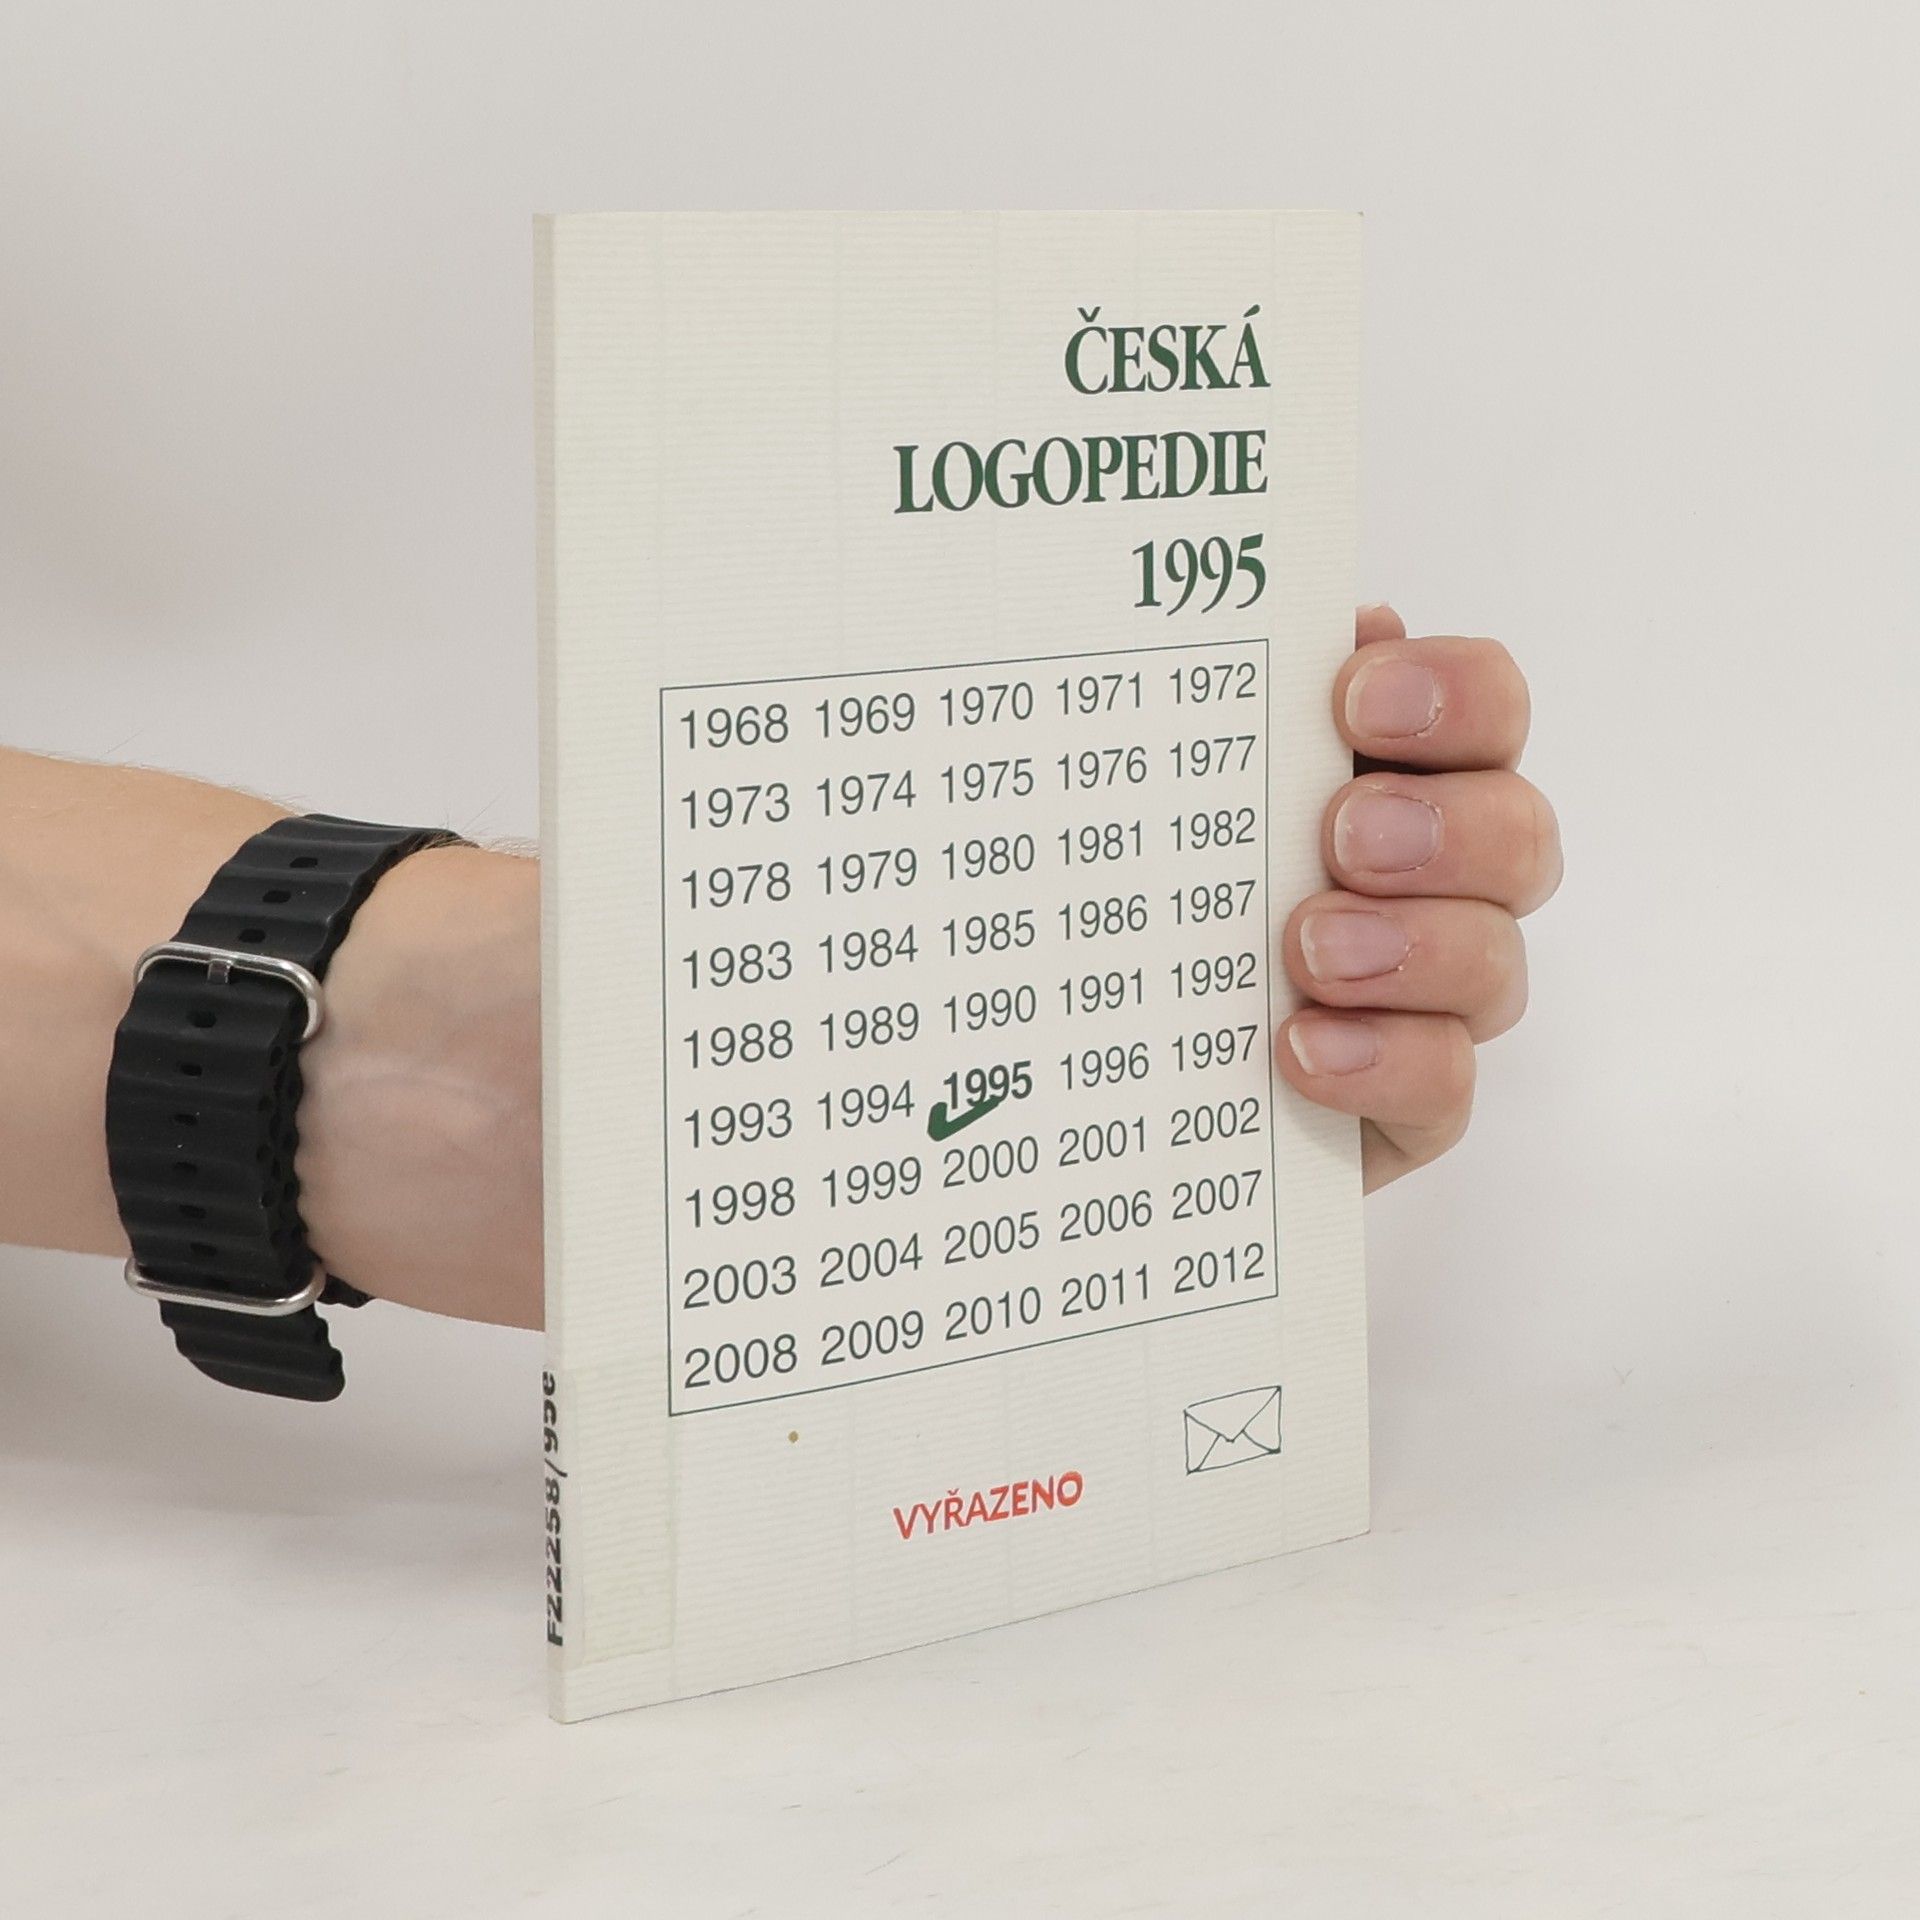 ČESKÁ
LOGOPEDIE
1995
1968 1969 1970 1971 1972
1973 1974 1975 1976 1977
1978 1979 1980 1981 1982
1983 1984 1985 1986 1987
1988 1989 1990 1991 1992
1993 1994 1995 1996 1997
1998 1999 2000 2001 2002
2003 2004 2005 2006 2007
2008 2009 2010 2011 2012
VYŘAZENO